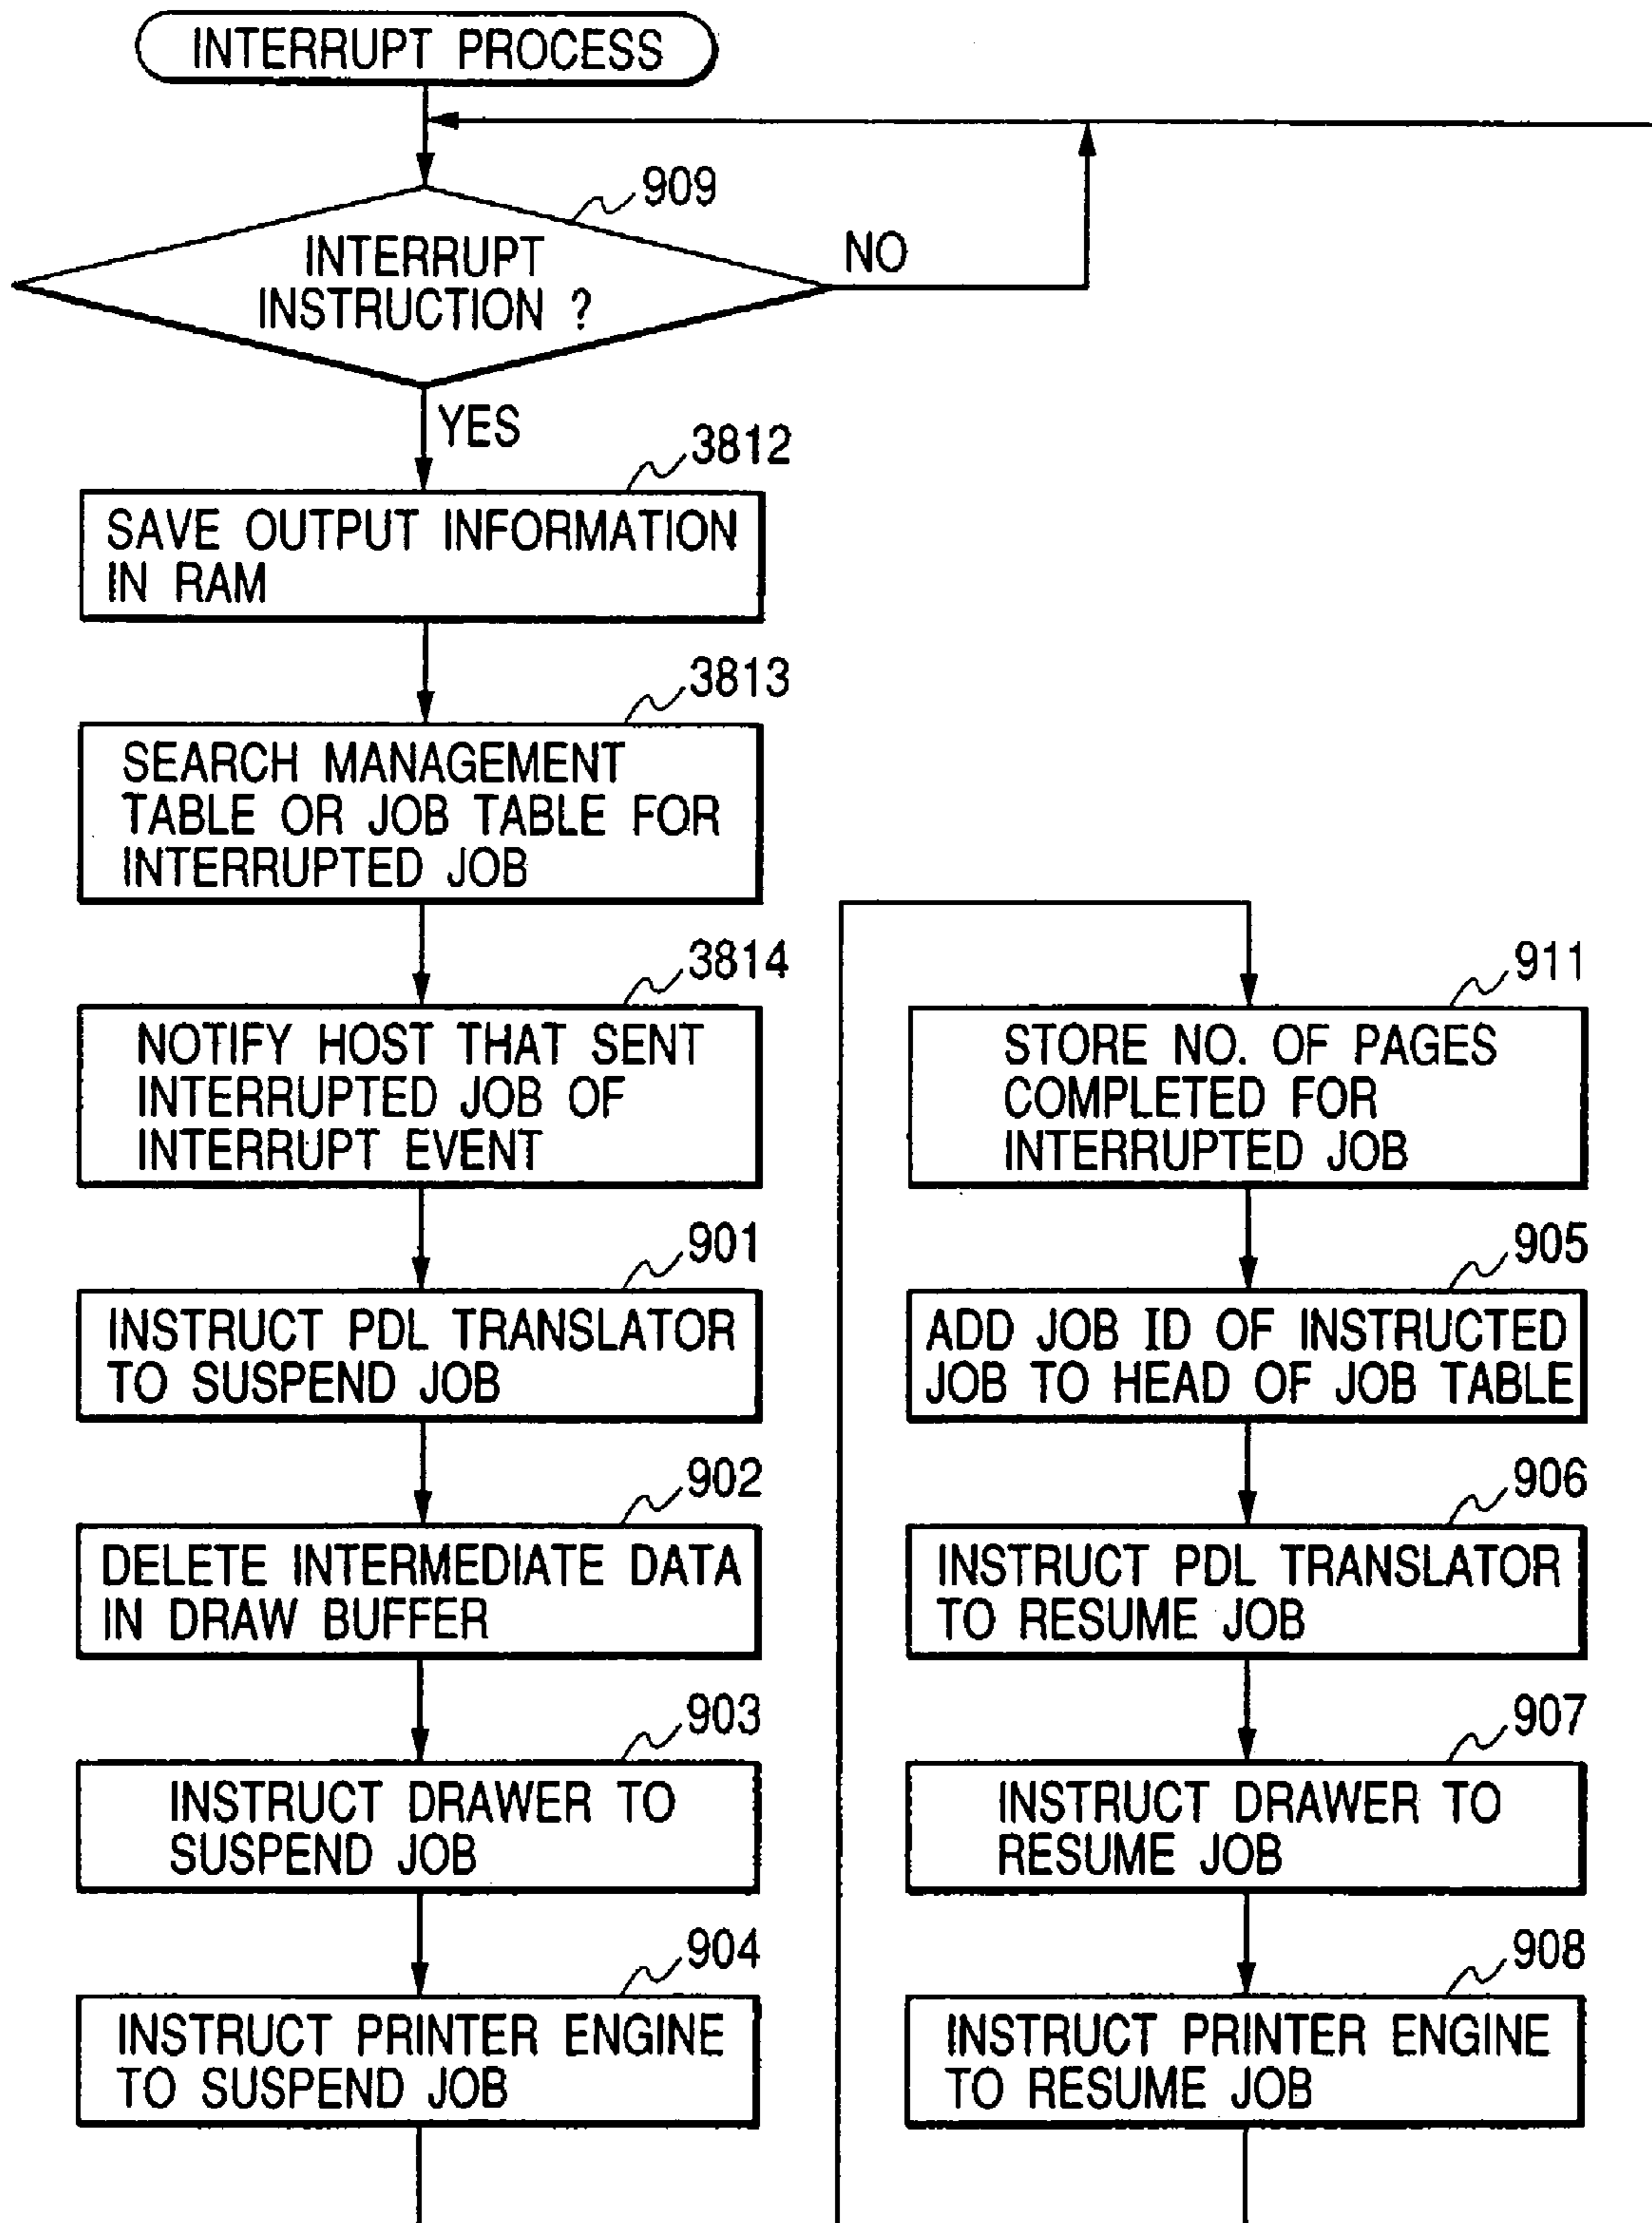 INTERRUPT PROCESS
909
INTERRUPT
INSTRUCTION ?
NO
YES
3812
SAVE OUTPUT INFORMATION
IN RAM
3813
SEARCH MANAGEMENT
TABLE OR JOB TABLE FOR
INTERRUPTED JOB
3814
NOTIFY HOST THAT SENT
INTERRUPTED JOB OF
INTERRUPT EVENT
901
INSTRUCT PDL TRANSLATOR
TO SUSPEND JOB
902
DELETE INTERMEDIATE DATA
IN DRAW BUFFER
903
INSTRUCT DRAWER TO
SUSPEND JOB
904
INSTRUCT PRINTER ENGINE
TO SUSPEND JOB
911
STORE NO. OF PAGES
COMPLETED FOR
INTERRUPTED JOB
905
ADD JOB ID OF INSTRUCTED
JOB TO HEAD OF JOB TABLE
906
INSTRUCT PDL TRANSLATOR
TO RESUME JOB
907
INSTRUCT DRAWER TO
RESUME JOB
908
INSTRUCT PRINTER ENGINE
TO RESUME JOB